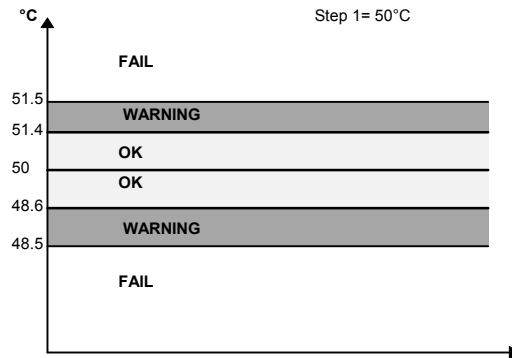 °C
Step 1= 50°C
FAIL
51.5
WARNING
51.4
OK
50
OK
48.6
WARNING
48.5
FAIL